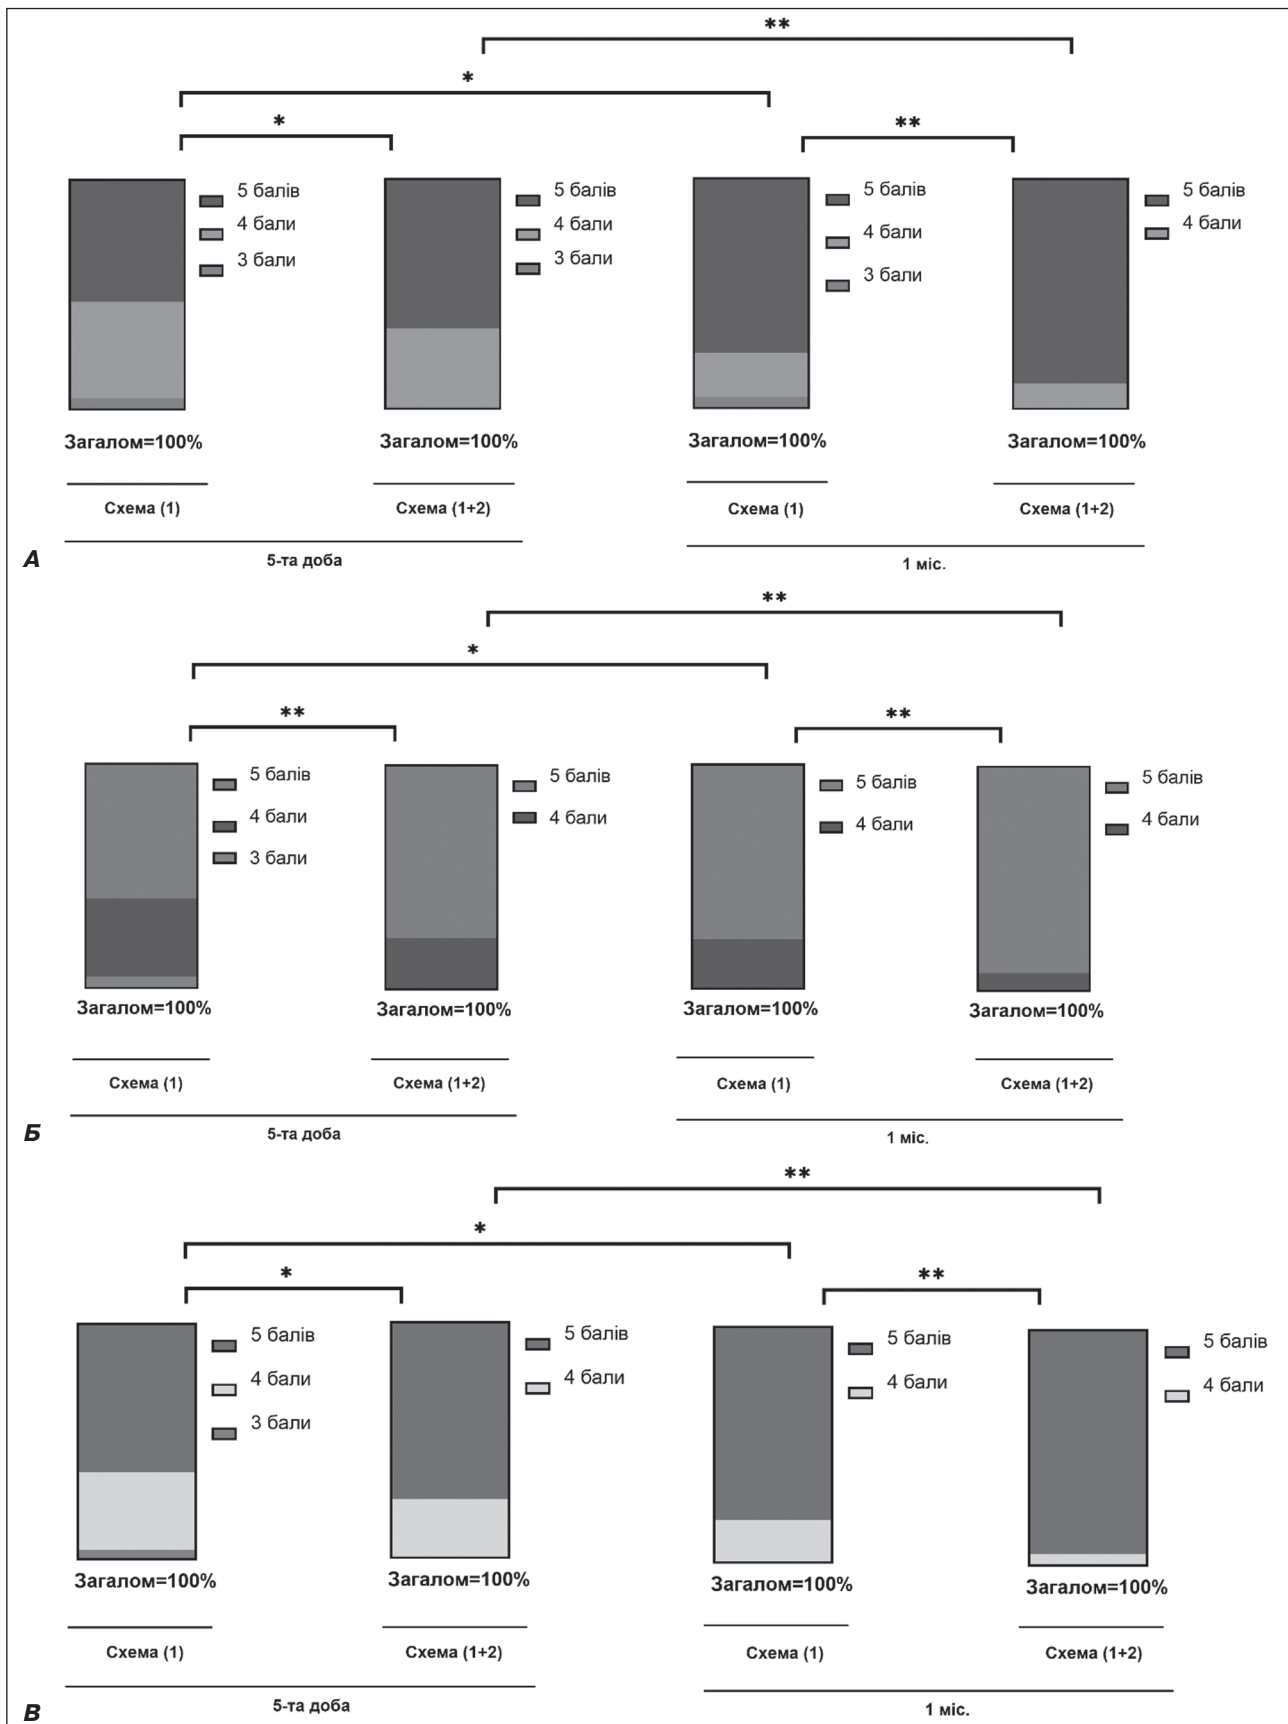 **
*
* **
5 балів 5 балів 5 балів 5 балів
4 бали 4 бали 4 бали 4 бали
3 бали 3 бали 3 бали
Загалом=100% Загалом=100% Загалом=100% Загалом=100%
Схема (1) Схема (1+2) Схема (1) Схема (1+2)
А 5-та доба 1 міс.
**
*
** **
5 балів 5 балів 5 балів 5 балів
4 бали 4 бали 4 бали 4 бали
3 бали
Загалом=100% Загалом=100% Загалом=100% Загалом=100%
Схема (1) Схема (1+2) Схема (1) Схема (1+2)
Б 5-та доба 1 міс.
**
*
* **
5 балів 5 балів 5 балів 5 балів
4 бали 4 бали 4 бали 4 бали
3 бали
Загалом=100% Загалом=100% Загалом=100% Загалом=100%
Схема (1) Схема (1+2) Схема (1) Схема (1+2)
В 5-та доба 1 міс.